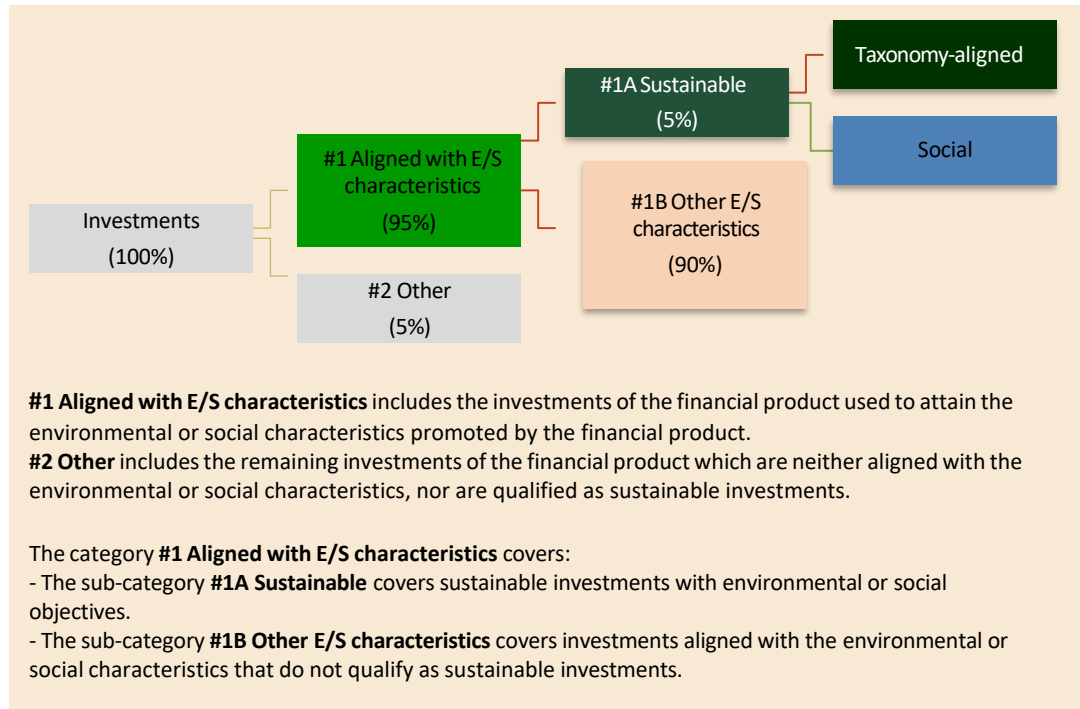 Taxonomy-aligned
#1A Sustainable
(5%)
Social
#1 Aligned with E/S
characteristics
(95%)
#1B Other E/S
characteristics
(90%)
Investments
(100%)
#2 Other
(5%)
#1 Aligned with E/S characteristics includes the investments of the financial product used to attain the
environmental or social characteristics promoted by the financial product.
#2 Other includes the remaining investments of the financial product which are neither aligned with the
environmental or social characteristics, nor are qualified as sustainable investments.
The category #1 Aligned with E/S characteristics covers:
- The sub-category #1A Sustainable covers sustainable investments with environmental or social
objectives.
- The sub-category #1B Other E/S characteristics covers investments aligned with the environmental or
social characteristics that do not qualify as sustainable investments.